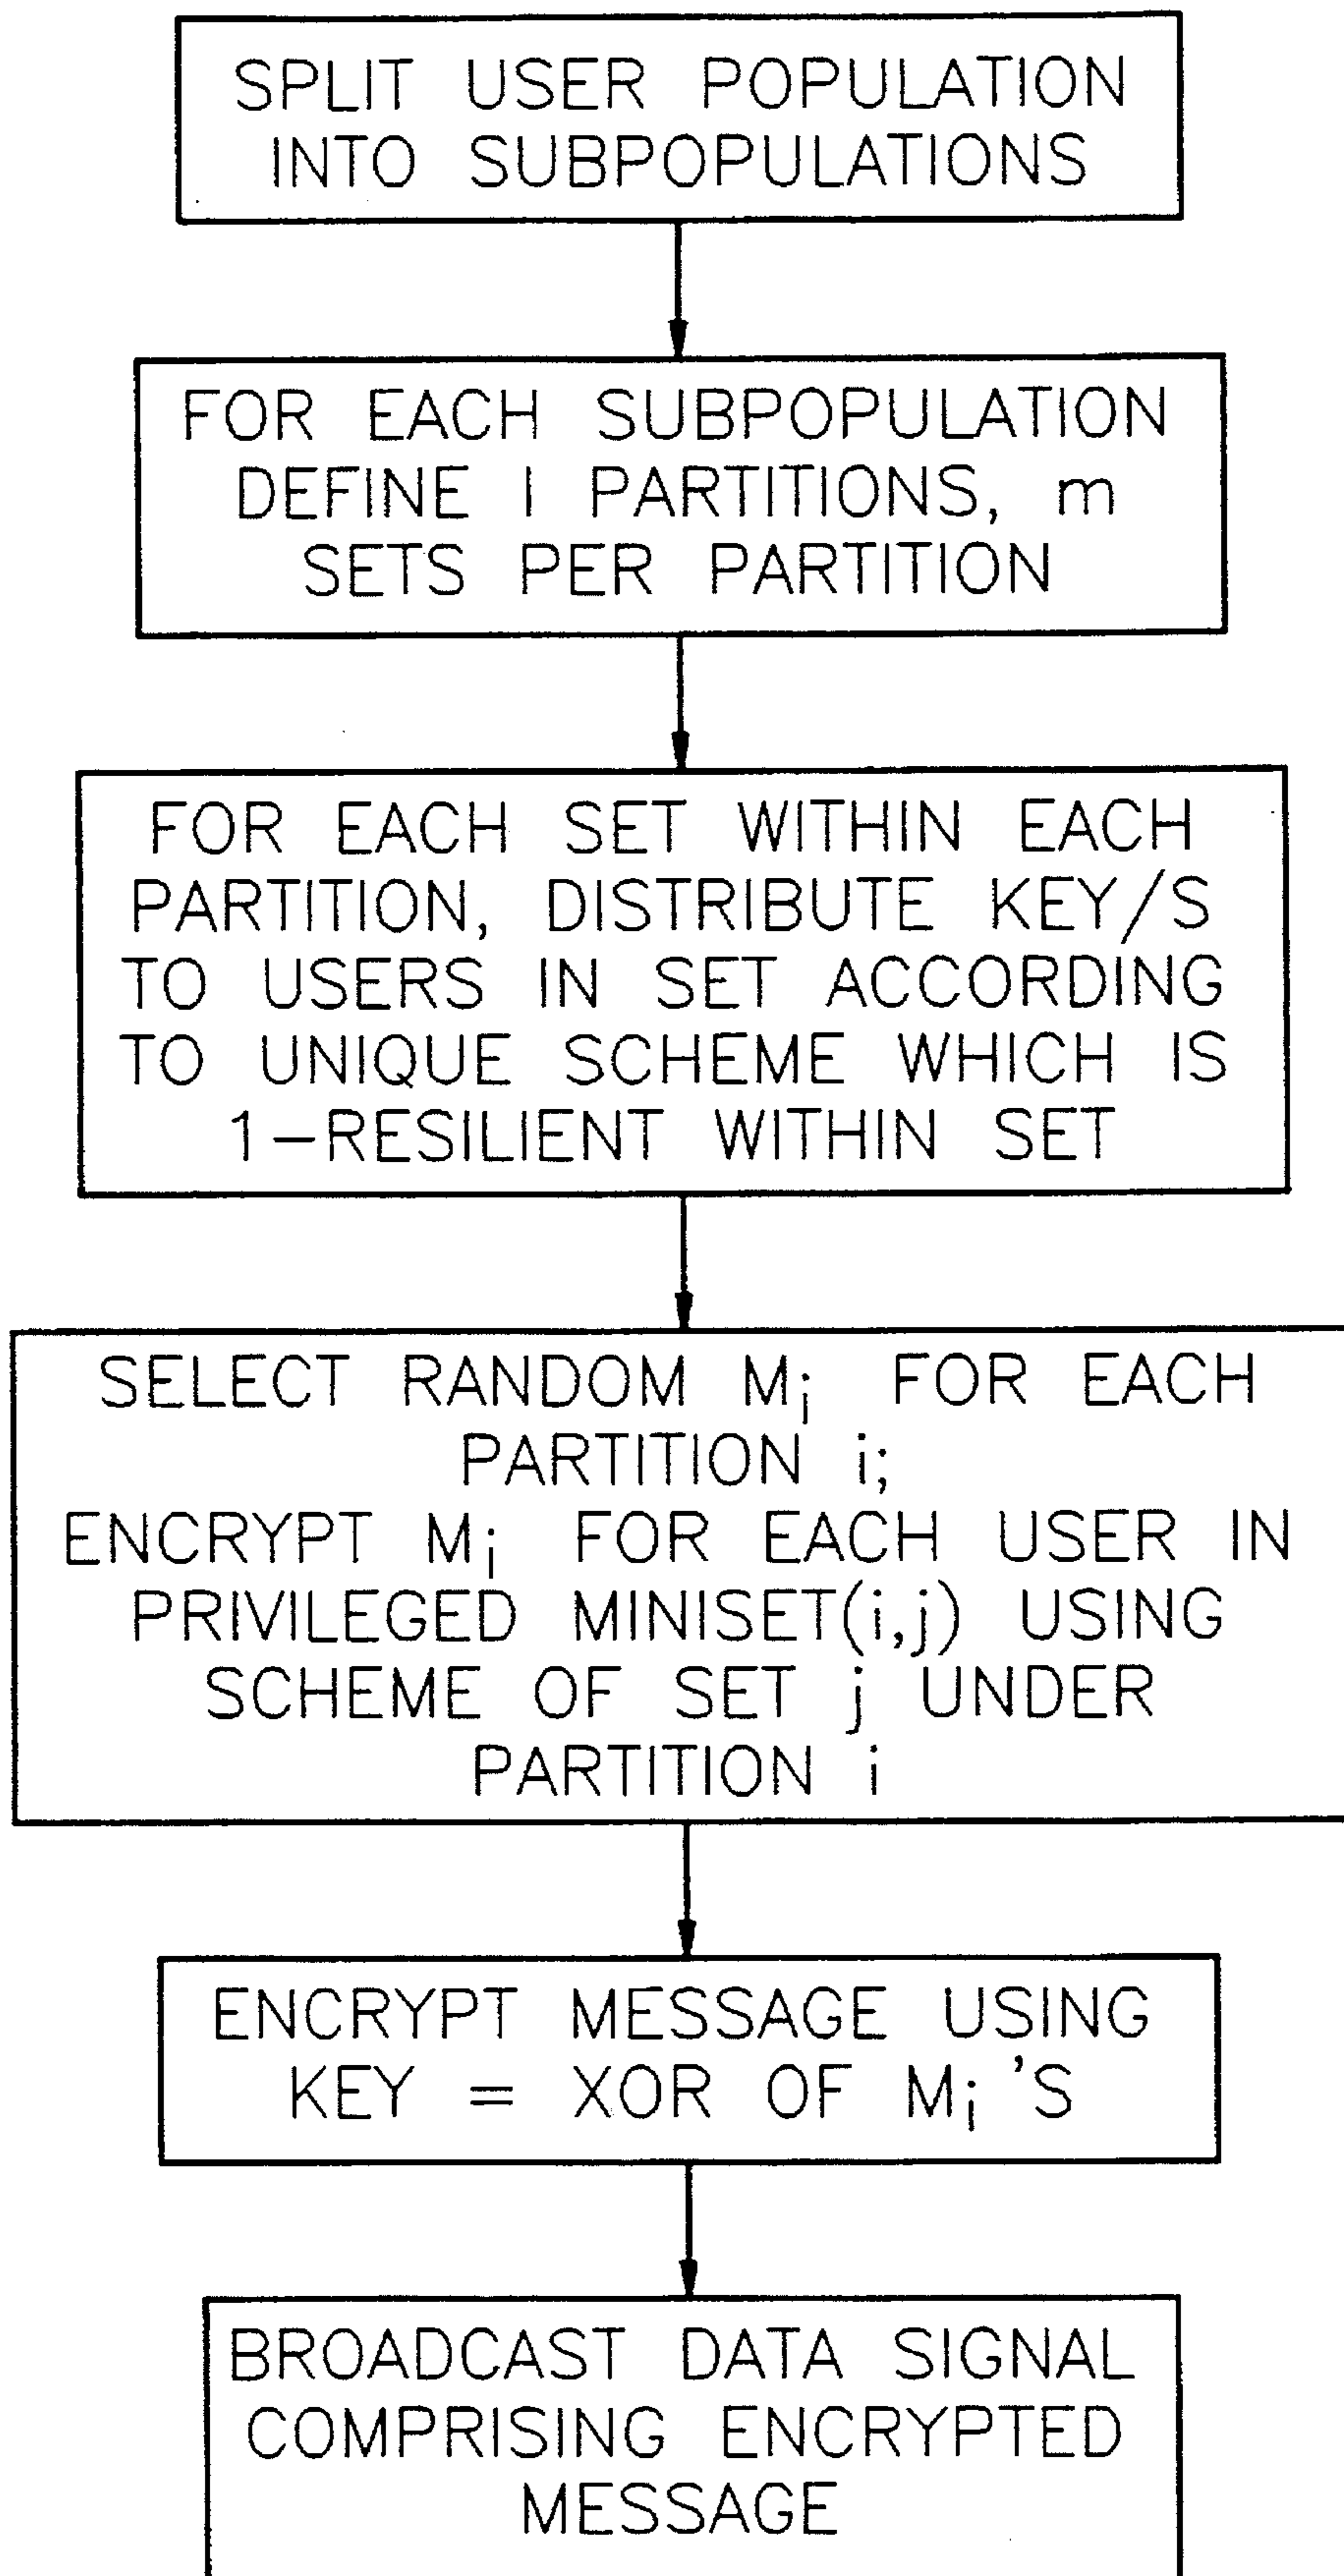 SPLIT USER POPULATION
INTO SUBPOPULATIONS
FOR EACH SUBPOPULATION
DEFINE l PARTITIONS, m
SETS PER PARTITION
FOR EACH SET WITHIN EACH
PARTITION, DISTRIBUTE KEY/S
TO USERS IN SET ACCORDING
TO UNIQUE SCHEME WHICH IS
1-RESILIENT WITHIN SET
SELECT RANDOM Mi FOR EACH
PARTITION i;
ENCRYPT Mi FOR EACH USER IN
PRIVILEGED MINISET(i,j) USING
SCHEME OF SET j UNDER
PARTITION i
ENCRYPT MESSAGE USING
KEY = XOR OF Mi'S
BROADCAST DATA SIGNAL
COMPRISING ENCRYPTED
MESSAGE